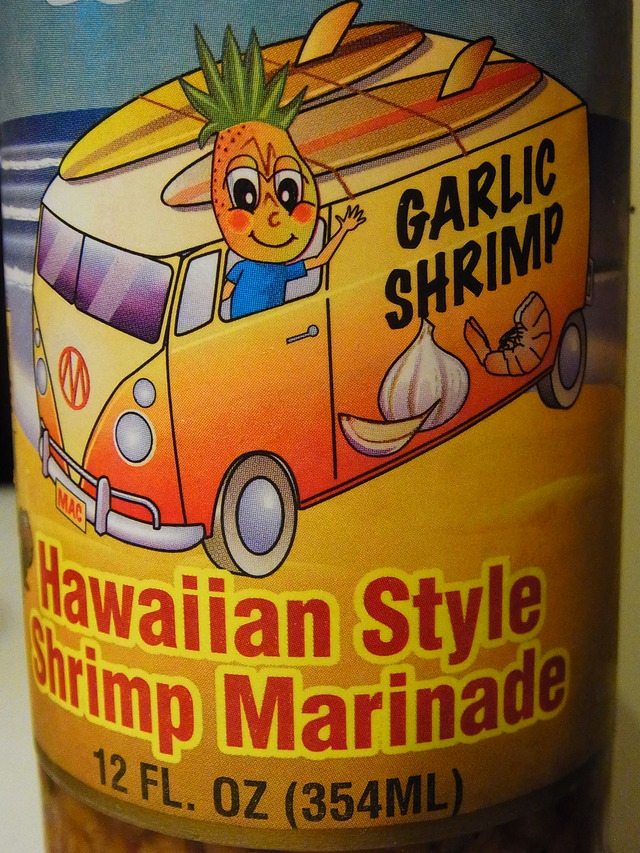 GARLIC
SHRIMP
M
MAC
Hawaiian Style
Shrimp Marinade
12 FL. OZ (354ML)